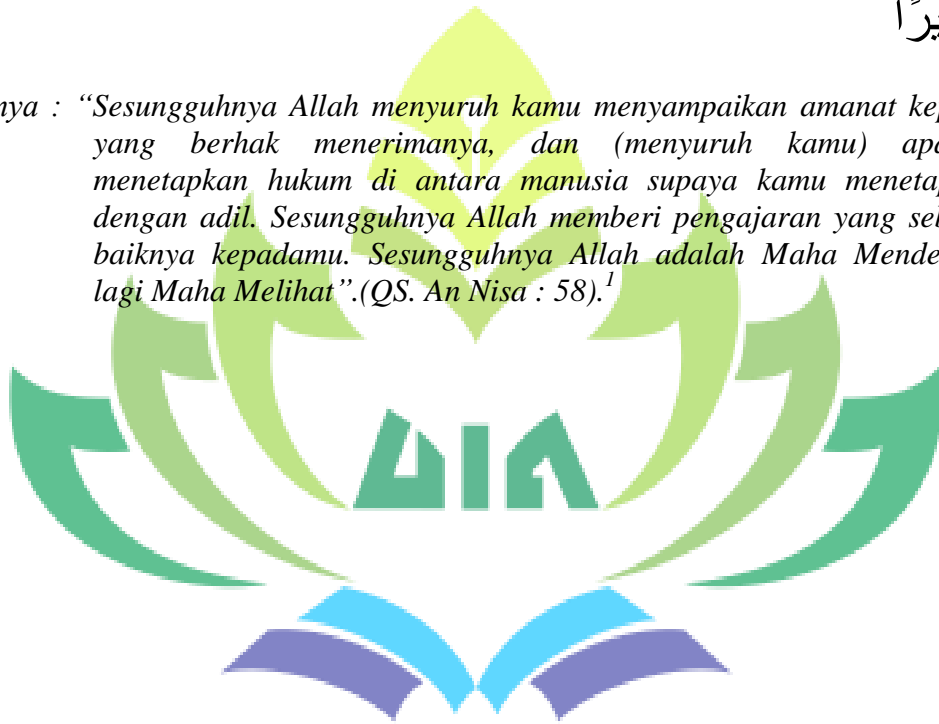 يرًا
nya : “Sesungguhnya Allah menyuruh kamu menyampaikan amanat kep
yang berhak menerimanya, dan (menyuruh kamu) apa
menetapkan hukum di antara manusia supaya kamu meneta
dengan adil. Sesungguhnya Allah memberi pengajaran yang se
baiknya kepadamu. Sesungguhnya Allah adalah Maha Mende
lagi Maha Melihat”.(QS. An Nisa : 58).1
UIN